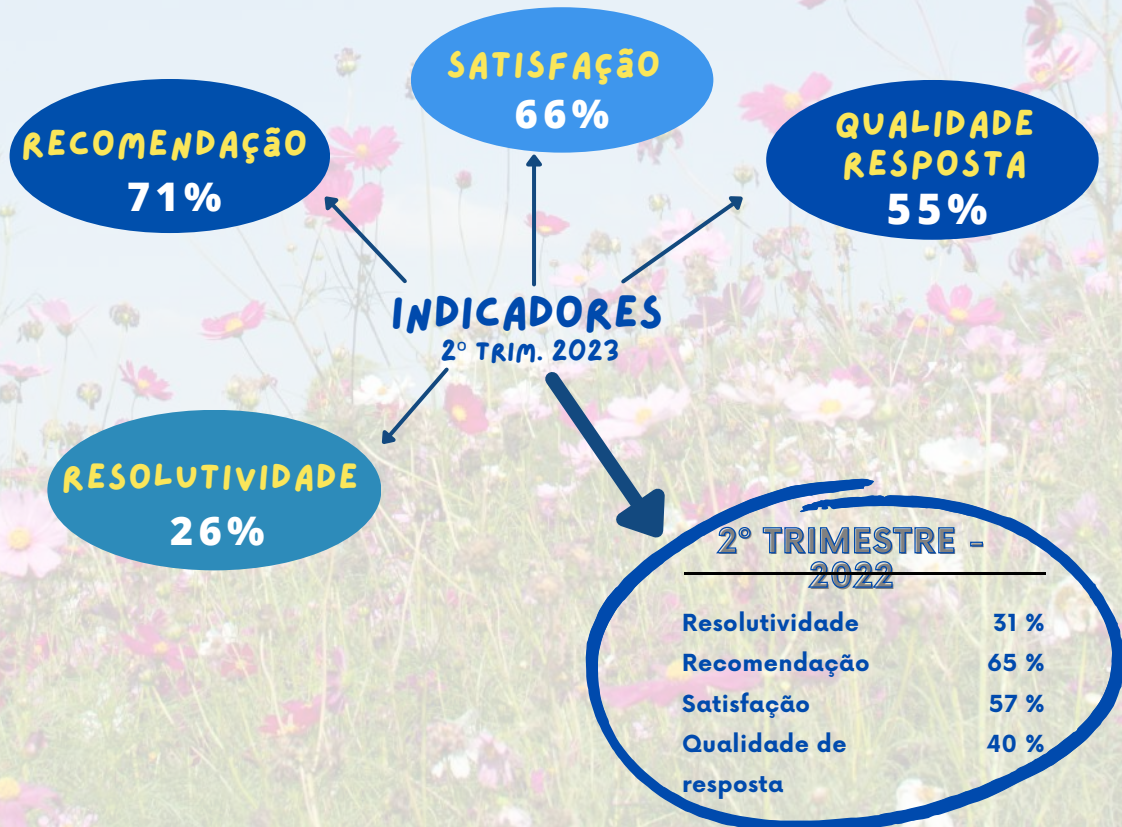 SATISFAÇÃO
66%
RECOMENDAÇÃO
71%
QUALIDADE
RESPOSTA
55%
INDICADORES
2º TRIM. 2023
RESOLUTIVIDADE
26%
2º TRIMESTRE -
2022
Resolutividade 31 %
Recomendação 65 %
Satisfação 57 %
Qualidade de 40 %
resposta